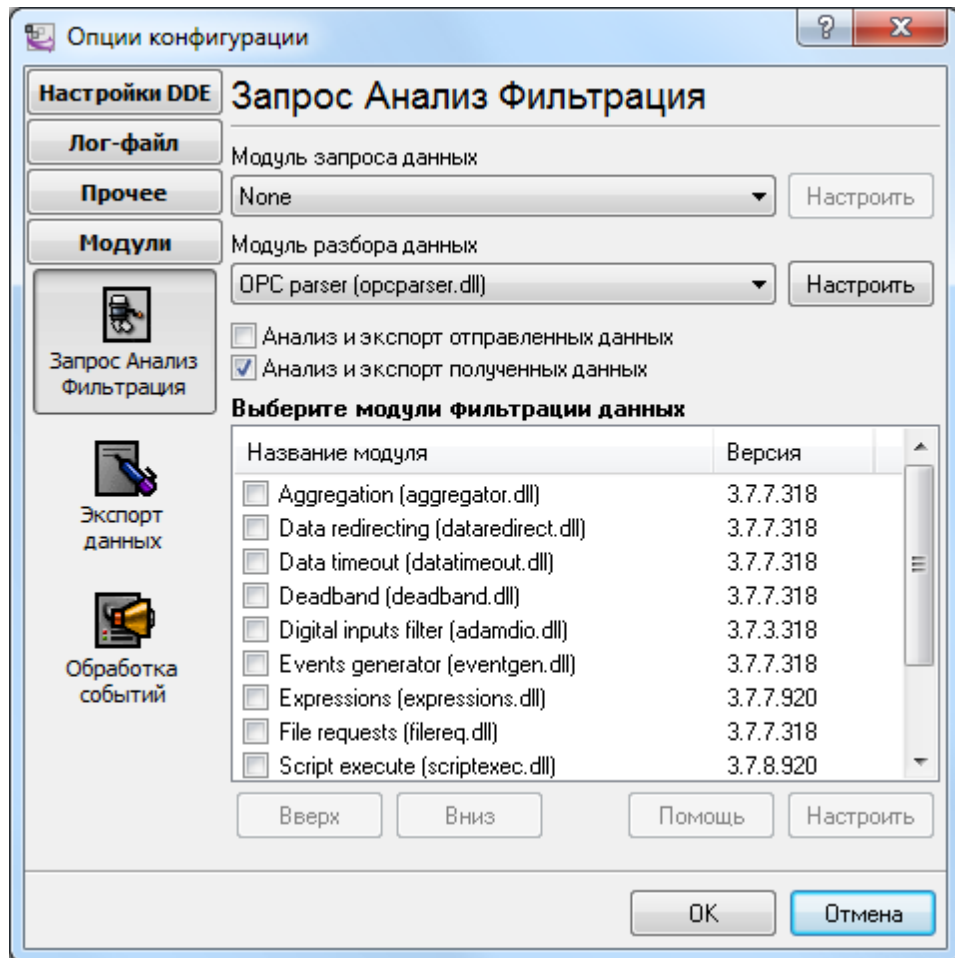 Опции конфигурации
Настройки DDE
Лог-файл
Прочее
Модули
Запрос Анализ
Фильтрация
Экспорт
данных
Обработка
событий
Запрос Анализ Фильтрация
Модуль запроса данных
None
Настроить
Модуль разбора данных
OPC parser (opcparser.dll)
Настроить
Анализ и экспорт отправленных данных
Анализ и экспорт полученных данных
Выберите модули фильтрации данных
Название модуля Версия
Aggregation (aggregator.dll) 3.7.7.318
Data redirecting (dataredirect.dll) 3.7.7.318
Data timeout (datatimeout.dll) 3.7.7.318
Deadband (deadband.dll) 3.7.7.318
Digital inputs filter (adamdio.dll) 3.7.3.318
Events generator (eventgen.dll) 3.7.7.318
Expressions (expressions.dll) 3.7.7.920
File requests (filereq.dll) 3.7.7.318
Script execute (scriptexec.dll) 3.7.8.920
Вверх Вниз Помощь Настроить
OK Отмена